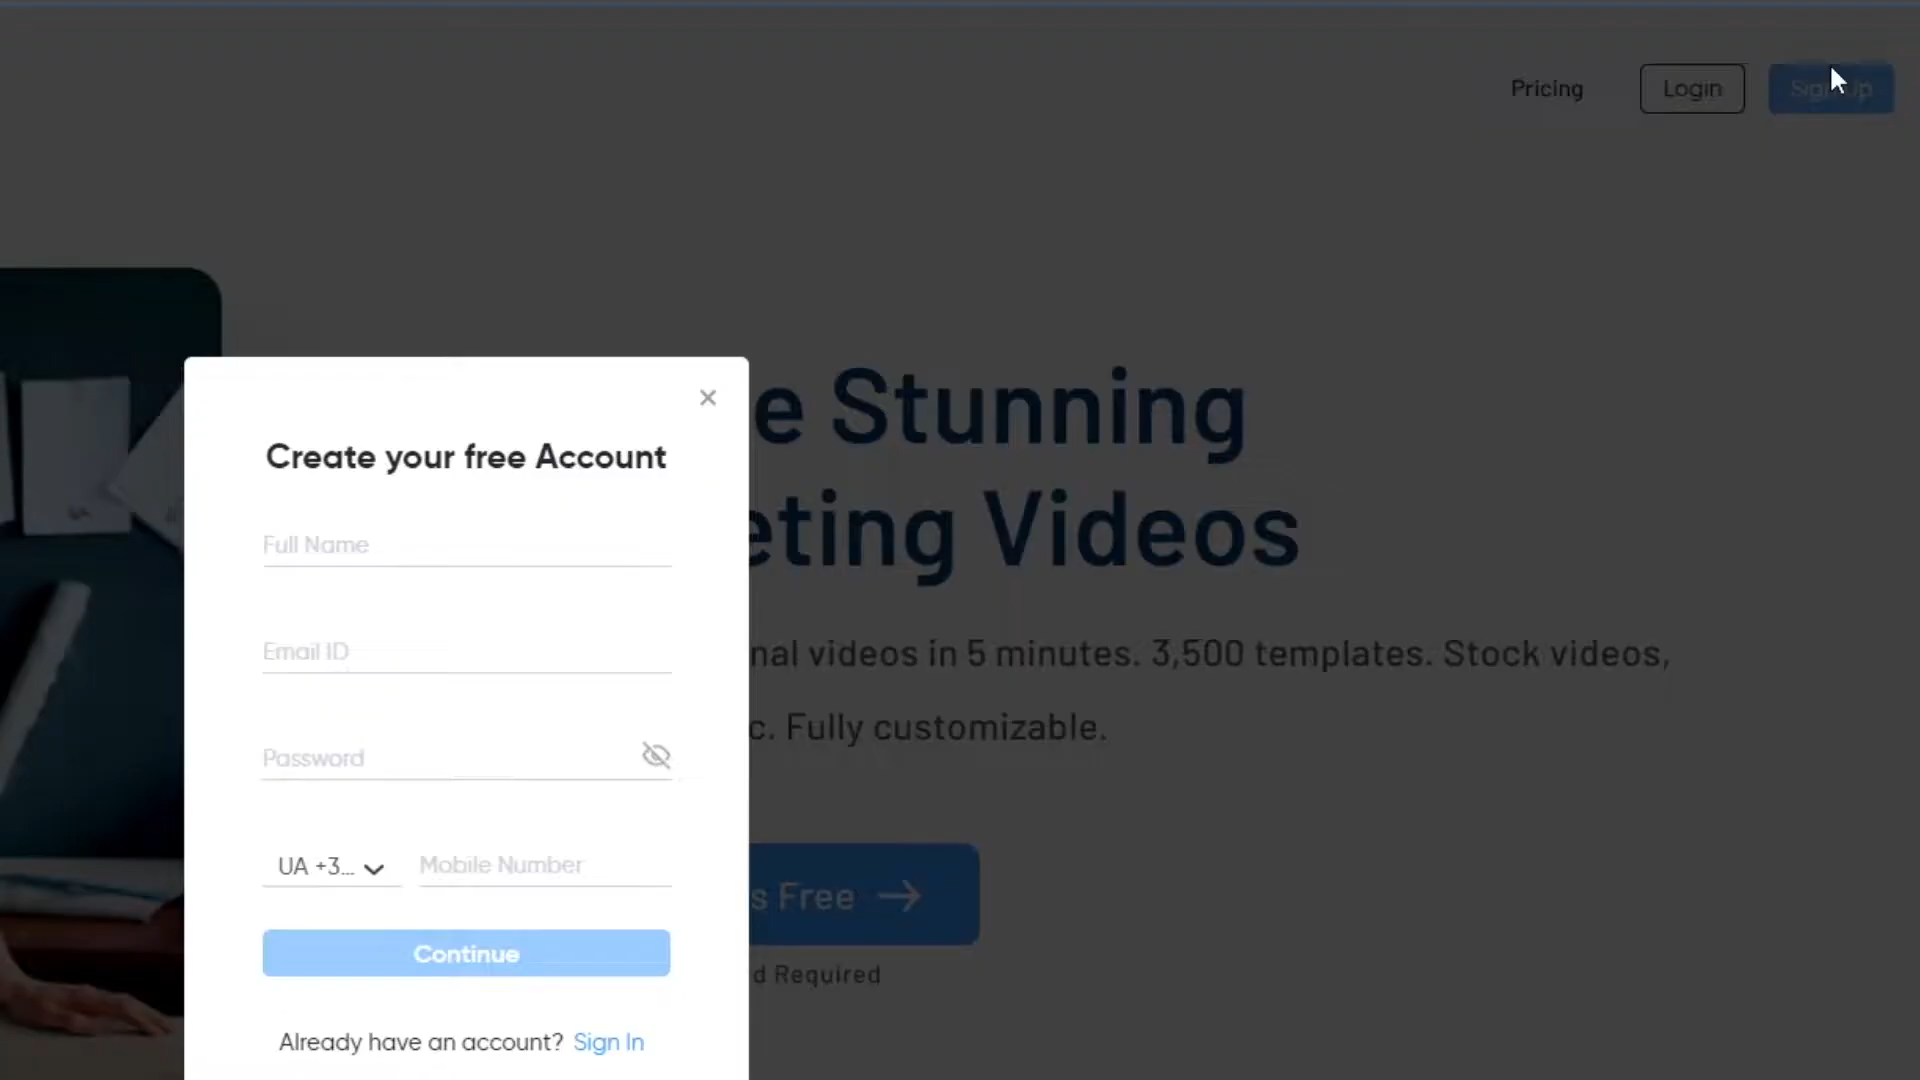 Pricing
Login
Sign Up
e Stunning
eting Videos
nal videos in 5 minutes. 3,500 templates. Stock videos,
c. Fully customizable.
s Free
d Required
Create your free Account
Full Name
Email ID
Password
UA +3... Mobile Number
Continue
Already have an account? Sign In